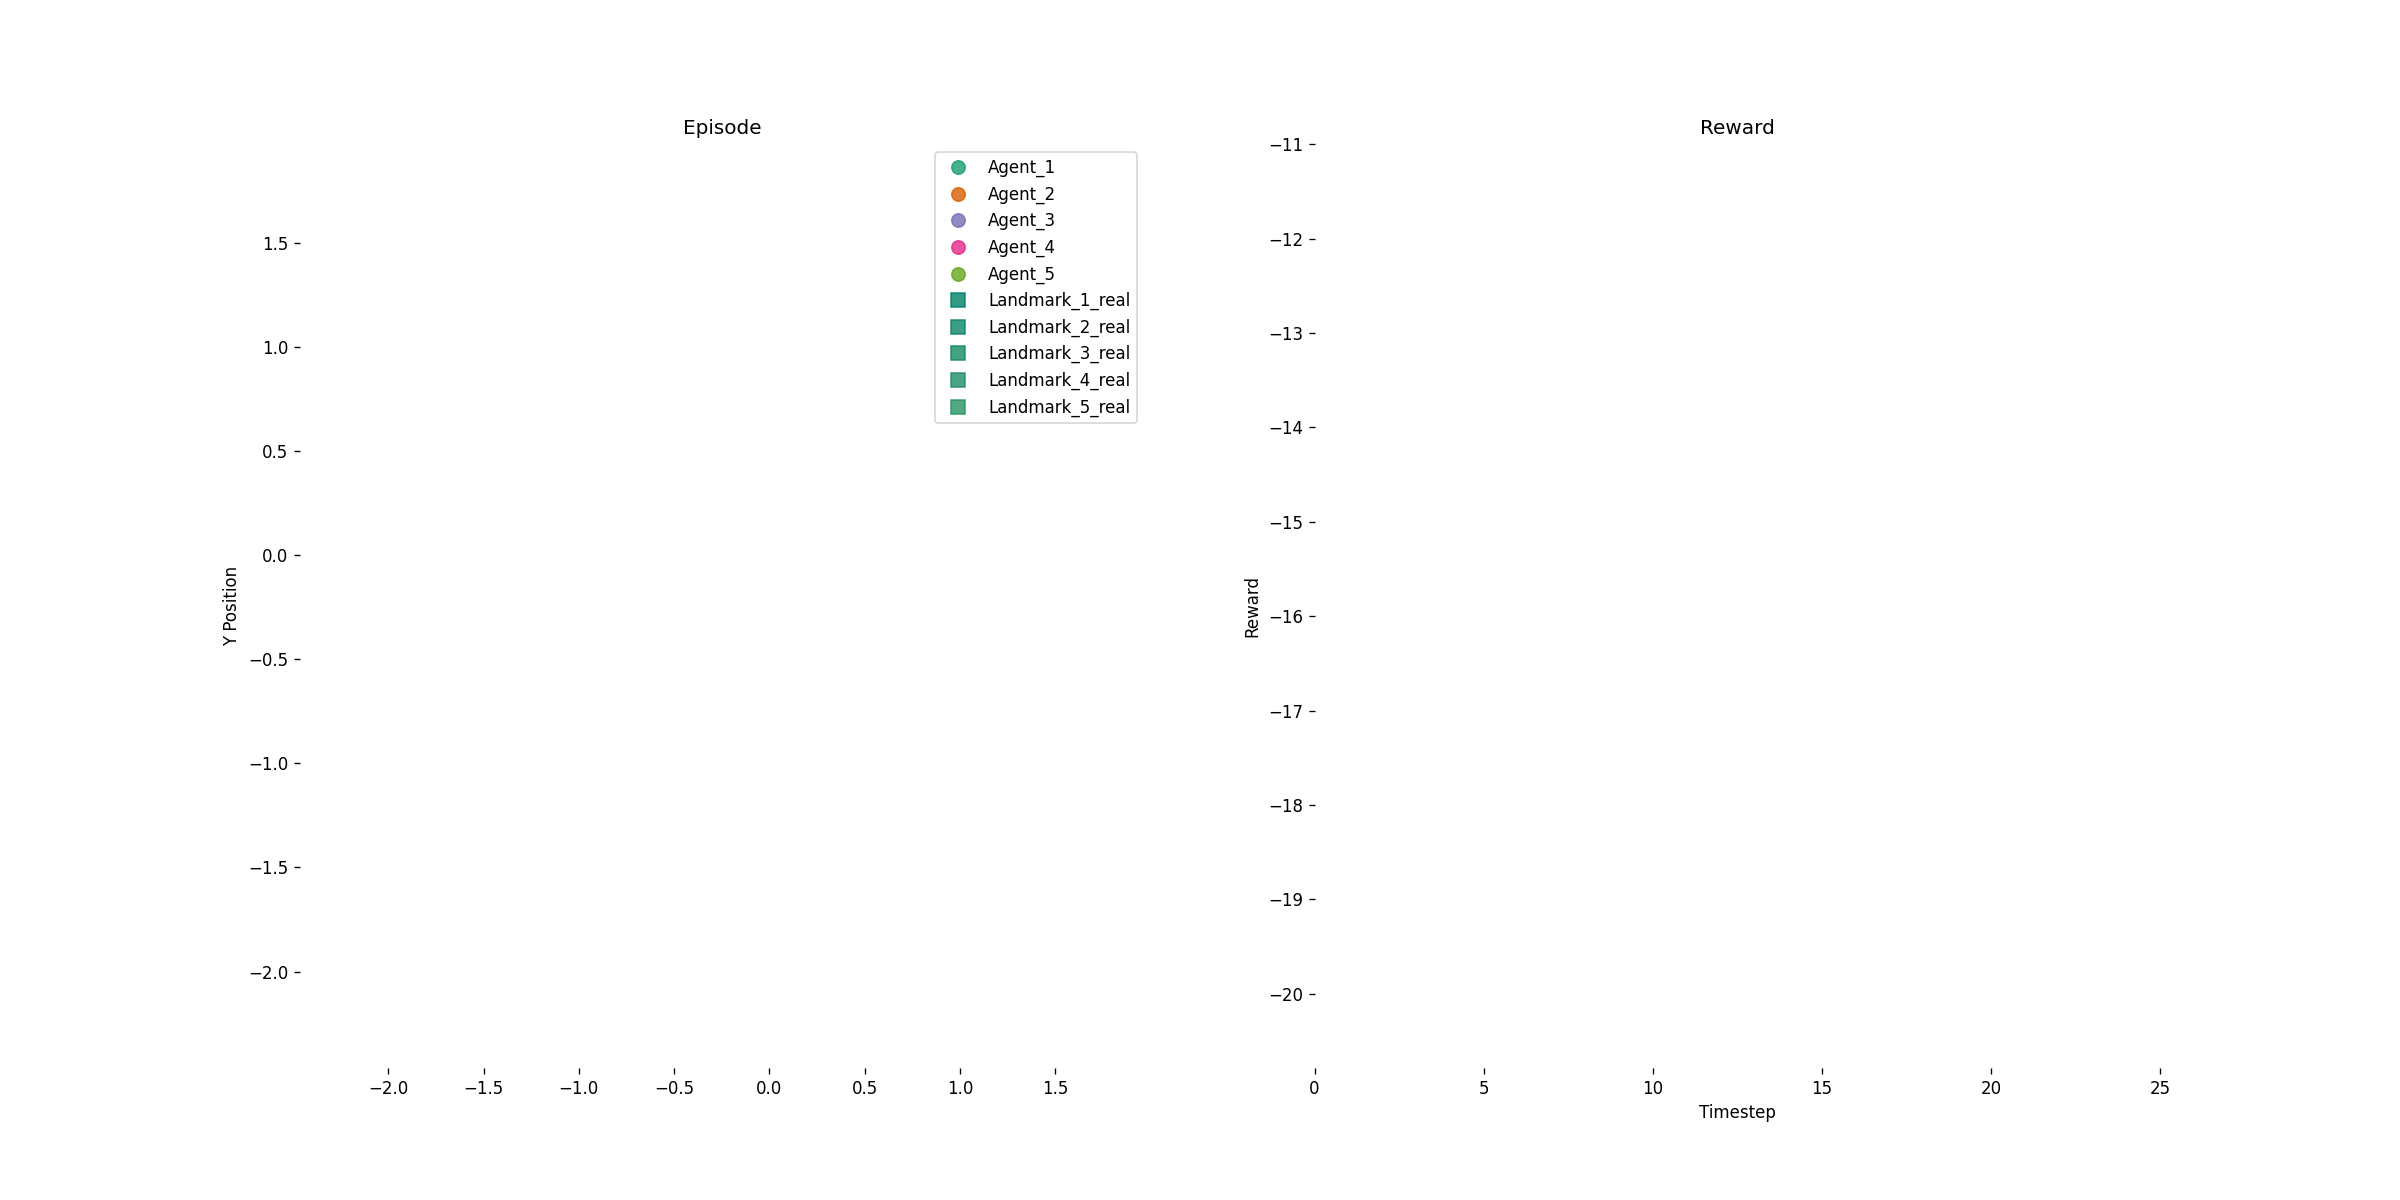 Episode
Agent_1
Agent_2
Agent_3
Agent_4
Agent_5
Landmark_1_real
Landmark_2_real
Landmark_3_real
Landmark_4_real
Landmark_5_real
Y Position
1.5
1.0
0.5
0.0
−0.5
−1.0
−1.5
−2.0
−2.0 −1.5 −1.0 −0.5 0.0 0.5 1.0 1.5
Reward
Reward
−11
−12
−13
−14
−15
−16
−17
−18
−19
−20
0 5 10 15 20 25
Timestep